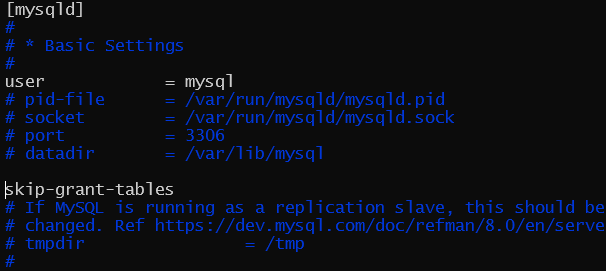 [mysqld]
#
# * Basic Settings
#
user            = mysql
# pid-file      = /var/run/mysqld/mysqld.pid
# socket        = /var/run/mysqld/mysqld.sock
# port          = 3306
# datadir       = /var/lib/mysql
skip-grant-tables
# If MySQL is running as a replication slave, this should be
# changed. Ref https://dev.mysql.com/doc/refman/8.0/en/serve
# tmpdir                = /tmp
#